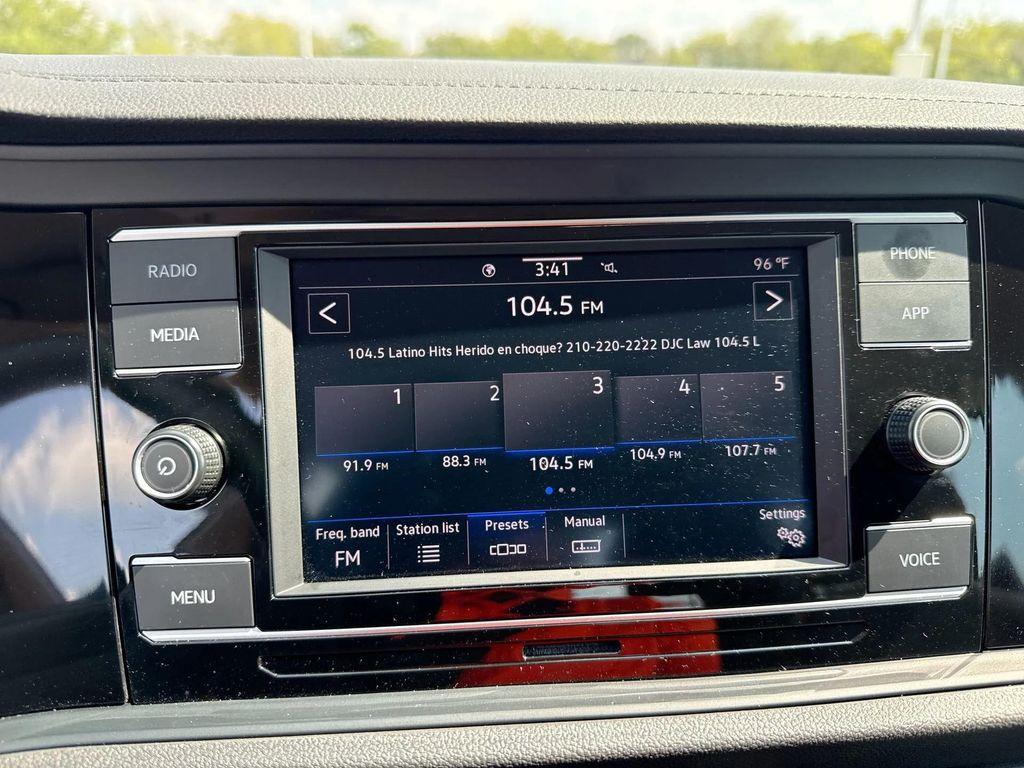 RADIO
MEDIA
MENU
3:41
96 °F
<
104.5 FM
>
104.5 Latino Hits Herido en choque? 210-220-2222 DJC Law 104.5 L
1
2
3
4
5
91.9 FM
88.3 FM
104.5 FM
104.9 FM
107.7 FM
Freq. band
FM
Station list
Presets
Manual
Settings
PHONE
APP
VOICE